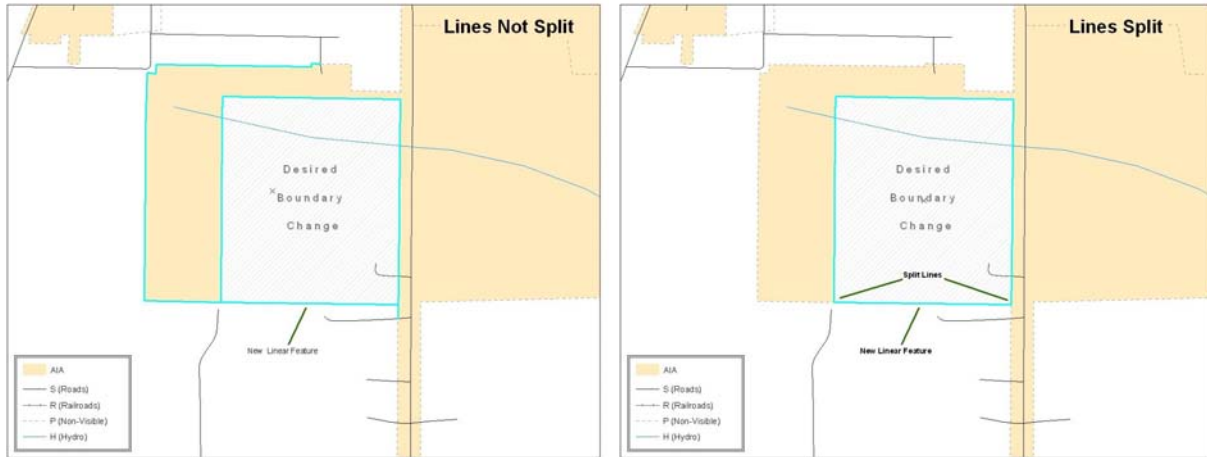 Lines Not Split
Desired
Boundary
Change
New Linear Feature
AIA
S (Roads)
R (Railroads)
P (Non-Visible)
H (Hydro)
Lines Split
Desired
Boundary
Change
Split Lines
New Linear Feature
AIA
S (Roads)
R (Railroads)
P (Non-Visible)
H (Hydro)